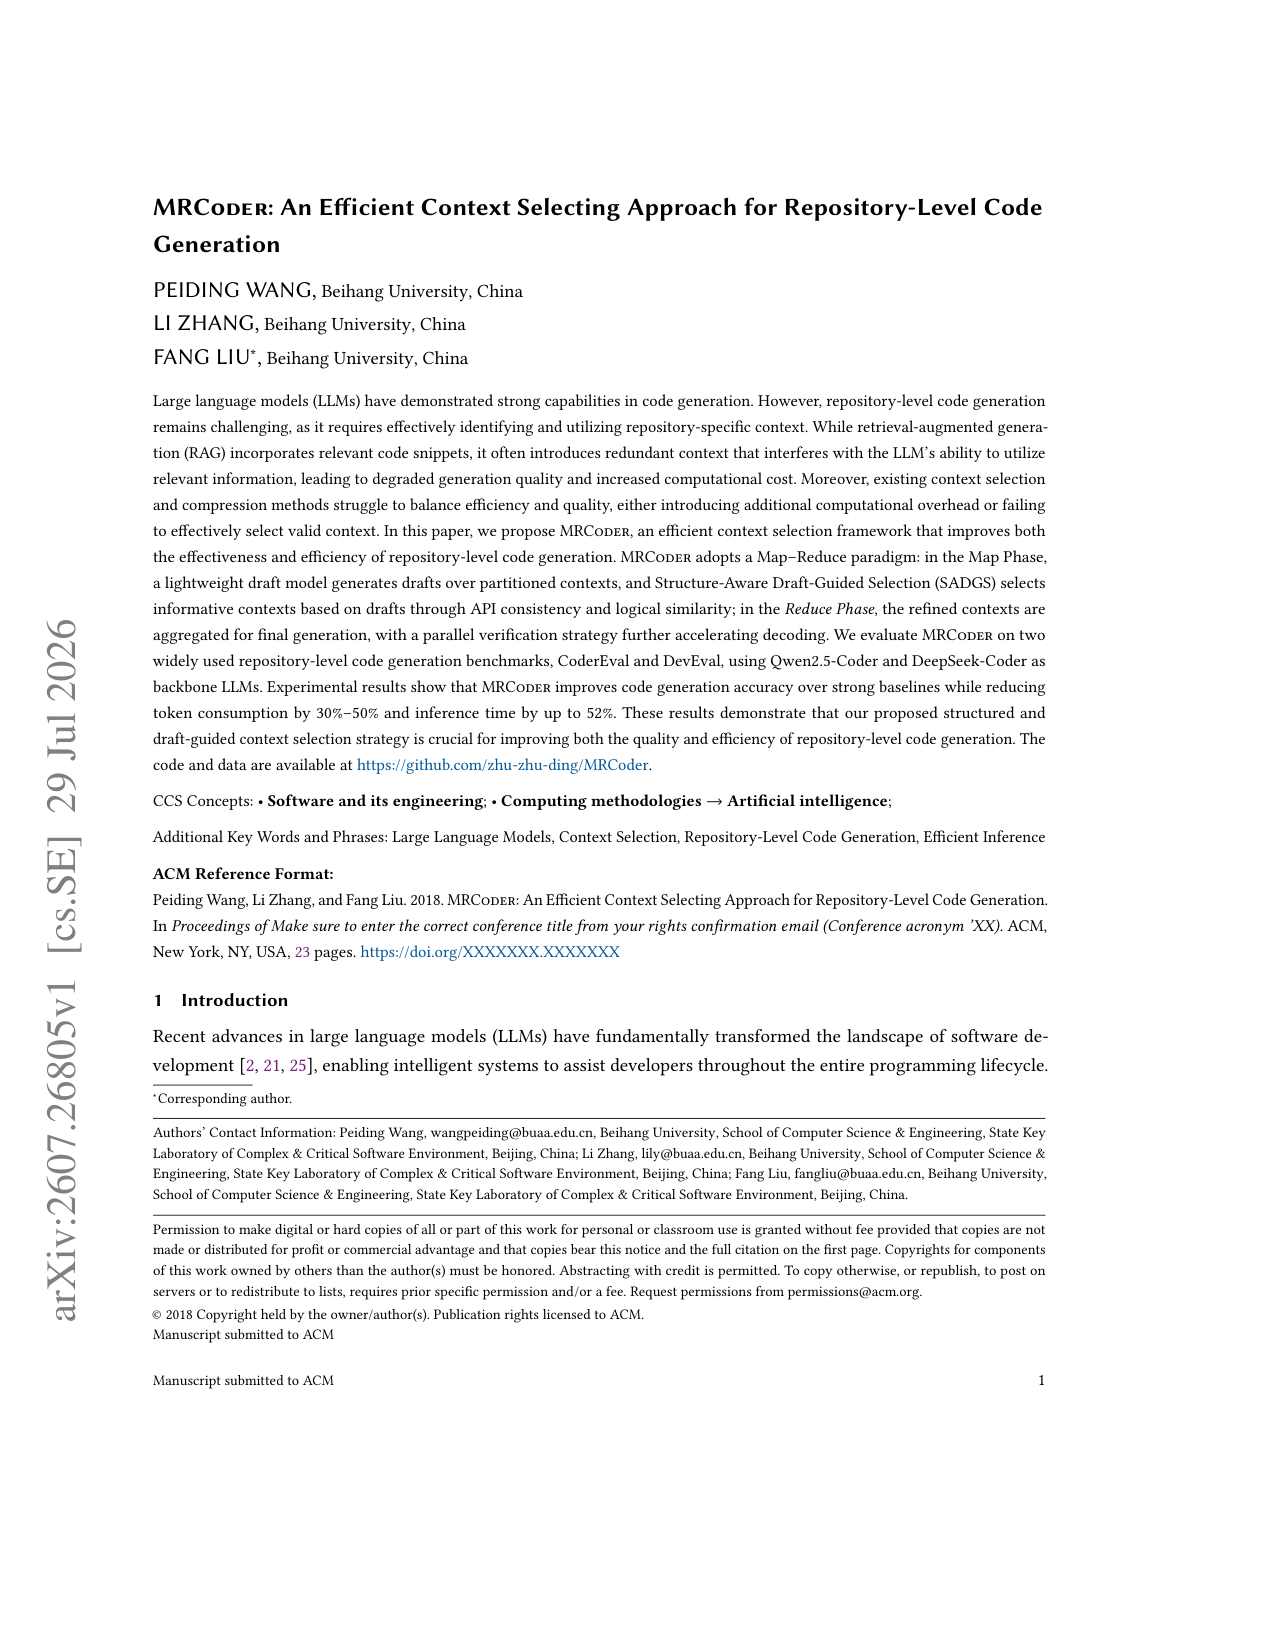 arXiv:2607.26805v1 [cs.SE] 29 Jul 2026
MRCoder: An Efficient Context Selecting Approach for Repository-Level Code
Generation
PEIDING WANG, Beihang University, China
LI ZHANG, Beihang University, China
FANG LIU*, Beihang University, China
Large language models (LLMs) have demonstrated strong capabilities in code generation. However, repository-level code generation
remains challenging, as it requires effectively identifying and utilizing repository-specific context. While retrieval-augmented genera-
tion (RAG) incorporates relevant code snippets, it often introduces redundant context that interferes with the LLM's ability to utilize
relevant information, leading to degraded generation quality and increased computational cost. Moreover, existing context selection
and compression methods struggle to balance efficiency and quality, either introducing additional computational overhead or failing
to effectively select valid context. In this paper, we propose MRCoder, an efficient context selection framework that improves both
the effectiveness and efficiency of repository-level code generation. MRCoder adopts a Map–Reduce paradigm: in the Map Phase,
a lightweight draft model generates drafts over partitioned contexts, and Structure-Aware Draft-Guided Selection (SADGS) selects
informative contexts based on drafts through API consistency and logical similarity; in the Reduce Phase, the refined contexts are
aggregated for final generation, with a parallel verification strategy further accelerating decoding. We evaluate MRCoder on two
widely used repository-level code generation benchmarks, CoderEval and DevEval, using Qwen2.5-Coder and DeepSeek-Coder as
backbone LLMs. Experimental results show that MRCoder improves code generation accuracy over strong baselines while reducing
token consumption by 30%–50% and inference time by up to 52%. These results demonstrate that our proposed structured and
draft-guided context selection strategy is crucial for improving both the quality and efficiency of repository-level code generation. The
code and data are available at https://github.com/zhu-zhu-ding/MRCoder.
CCS Concepts: • Software and its engineering; • Computing methodologies → Artificial intelligence;
Additional Key Words and Phrases: Large Language Models, Context Selection, Repository-Level Code Generation, Efficient Inference
ACM Reference Format:
Peiding Wang, Li Zhang, and Fang Liu. 2018. MRCoder: An Efficient Context Selecting Approach for Repository-Level Code Generation.
In Proceedings of Make sure to enter the correct conference title from your rights confirmation email (Conference acronym 'XX). ACM,
New York, NY, USA, 23 pages. https://doi.org/XXXXXXX.XXXXXXX
1 Introduction
Recent advances in large language models (LLMs) have fundamentally transformed the landscape of software de-
velopment [2, 21, 25], enabling intelligent systems to assist developers throughout the entire programming lifecycle.
*Corresponding author.
Authors' Contact Information: Peiding Wang, wangpeiding@buaa.edu.cn, Beihang University, School of Computer Science & Engineering, State Key
Laboratory of Complex & Critical Software Environment, Beijing, China; Li Zhang, lily@buaa.edu.cn, Beihang University, School of Computer Science &
Engineering, State Key Laboratory of Complex & Critical Software Environment, Beijing, China; Fang Liu, fangliu@buaa.edu.cn, Beihang University,
School of Computer Science & Engineering, State Key Laboratory of Complex & Critical Software Environment, Beijing, China.
Permission to make digital or hard copies of all or part of this work for personal or classroom use is granted without fee provided that copies are not
made or distributed for profit or commercial advantage and that copies bear this notice and the full citation on the first page. Copyrights for components
of this work owned by others than the author(s) must be honored. Abstracting with credit is permitted. To copy otherwise, or republish, to post on
servers or to redistribute to lists, requires prior specific permission and/or a fee. Request permissions from permissions@acm.org.
© 2018 Copyright held by the owner/author(s). Publication rights licensed to ACM.
Manuscript submitted to ACM
Manuscript submitted to ACM 1